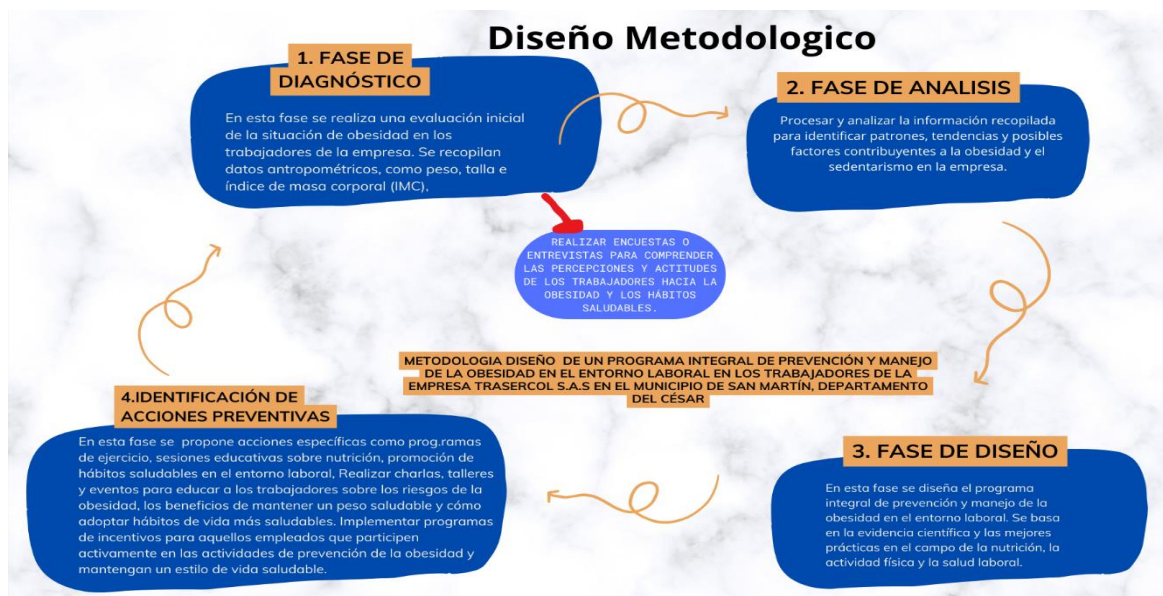 Diseño Metodologico
1. FASE DE
DIAGNÓSTICO
En esta fase se realiza una evaluación inicial
de la situación de obesidad en los
trabajadores de la empresa. Se recopilan
datos antropométricos, como peso, talla e
índice de masa corporal (IMC),
REALIZAR ENCUESTAS O
ENTREVISTAS PARA COMPRENDER
LAS PERCEPCIONES Y ACTITUDES
DE LOS TRABAJADORES HACIA LA
OBESIDAD Y LOS HÁBITOS
SALUDABLES.
2. FASE DE ANALISIS
Procesar y analizar la información recopilada
para identificar patrones, tendencias y posibles
factores contribuyentes a la obesidad y el
sedentarismo en la empresa.
METODOLOGIA DISEÑO DE UN PROGRAMA INTEGRAL DE PREVENCIÓN Y MANEJO
DE LA OBESIDAD EN EL ENTORNO LABORAL EN LOS TRABAJADORES DE LA
EMPRESA TRASERCOL S.A.S EN EL MUNICIPIO DE SAN MARTÍN, DEPARTAMENTO
DEL CÉSAR
3. FASE DE DISEÑO
En esta fase se diseña el programa
integral de prevención y manejo de la
obesidad en el entorno laboral. Se basa
en la evidencia científica y las mejores
prácticas en el campo de la nutrición, la
actividad física y la salud laboral.
4.IDENTIFICACIÓN DE
ACCIONES PREVENTIVAS
En esta fase se propone acciones específicas como prog.ramas
de ejercicio, sesiones educativas sobre nutrición, promoción de
hábitos saludables en el entorno laboral, Realizar charlas, talleres
y eventos para educar a los trabajadores sobre los riesgos de la
obesidad, los beneficios de mantener un peso saludable y cómo
adoptar hábitos de vida más saludables. Implementar programas
de incentivos para aquellos empleados que participen
activamente en las actividades de prevención de la obesidad y
mantengan un estilo de vida saludable.